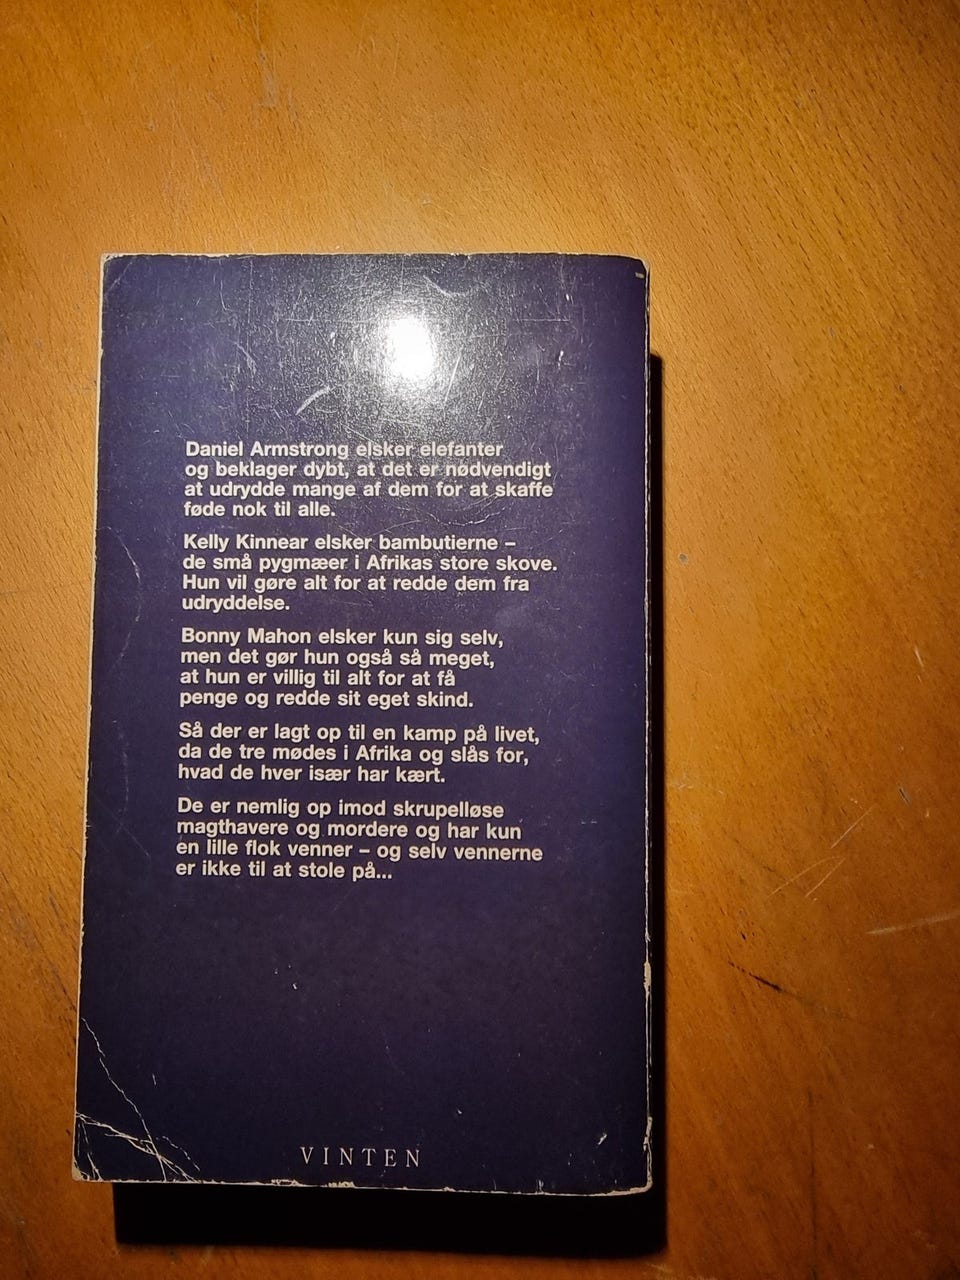 Daniel Armstrong elsker elefanter
og beklager dybt, at det er nødvendigt
at udrydde mange af dem for at skaffe
føde nok til alle.
Kelly Kinnear elsker bambutierne –
de små pygmæer i Afrikas store skove.
Hun vil gøre alt for at redde dem fra
udryddelse.
Bonny Mahon elsker kun sig selv,
men det gør hun også så meget,
at hun er villig til alt for at få
penge og redde sit eget skind.
Så der er lagt op til en kamp på livet,
da de tre mødes i Afrika og slås for,
hvad de hver især har kært.
De er nemlig op imod skrupelløse
magthavere og mordere og har kun
en lille flok venner – og selv vennerne
er ikke til at stole på...
VINTEN